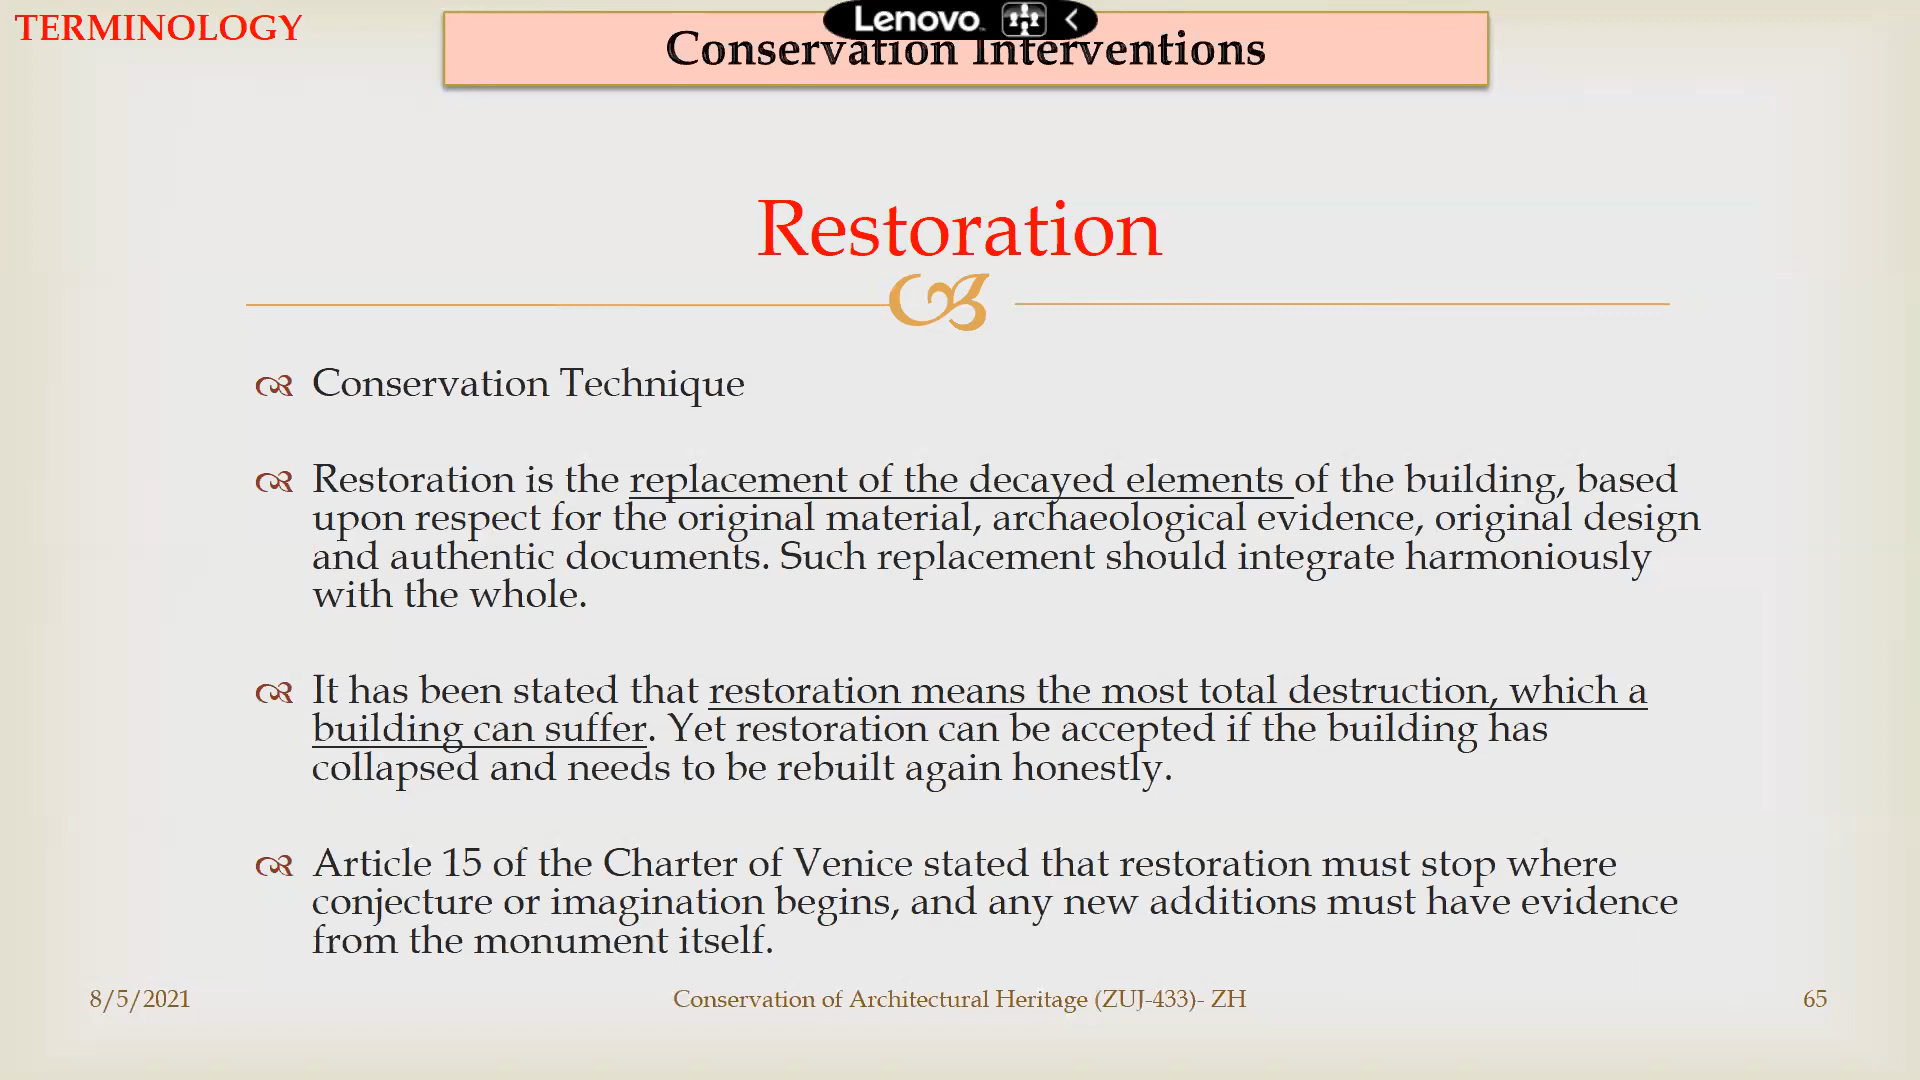 TERMINOLOGY
Lenovo
Conservation Interventions
Restoration
Conservation Technique
Restoration is the replacement of the decayed elements of the building, based
upon respect for the original material, archaeological evidence, original design
and authentic documents. Such replacement should integrate harmoniously
with the whole.
It has been stated that restoration means the most total destruction, which a
building can suffer. Yet restoration can be accepted if the building has
collapsed and needs to be rebuilt again honestly.
Article 15 of the Charter of Venice stated that restoration must stop where
conjecture or imagination begins, and any new additions must have evidence
from the monument itself.
8/5/2021
Conservation of Architectural Heritage (ZUJ-433)- ZH
65